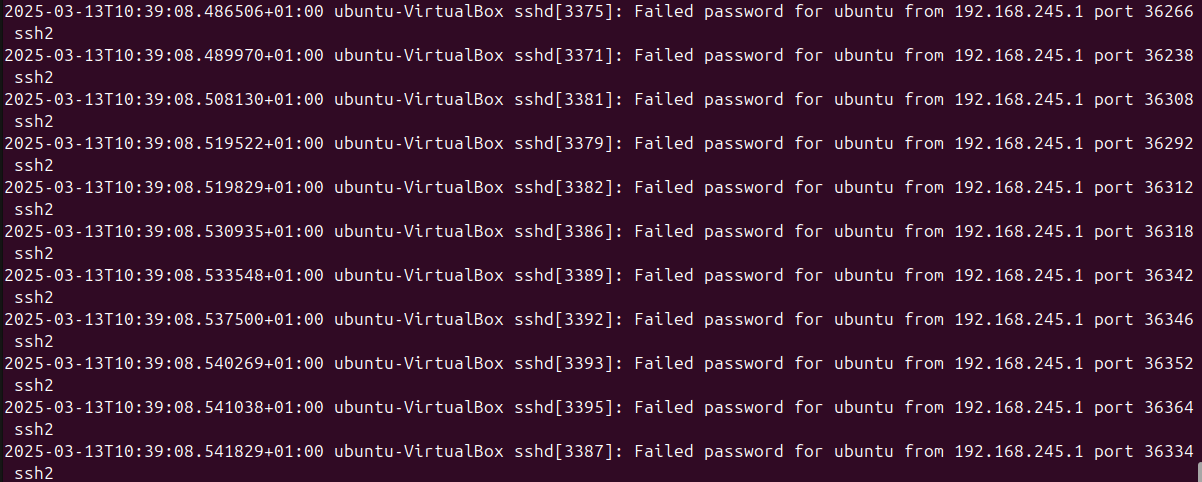 2025-03-13T10:39:08.486506+01:00 ubuntu-VirtualBox sshd[3375]: Failed password for ubuntu from 192.168.245.1 port 36266
ssh2
2025-03-13T10:39:08.489970+01:00 ubuntu-VirtualBox sshd[3371]: Failed password for ubuntu from 192.168.245.1 port 36238
ssh2
2025-03-13T10:39:08.508130+01:00 ubuntu-VirtualBox sshd[3381]: Failed password for ubuntu from 192.168.245.1 port 36308
ssh2
2025-03-13T10:39:08.519522+01:00 ubuntu-VirtualBox sshd[3379]: Failed password for ubuntu from 192.168.245.1 port 36292
ssh2
2025-03-13T10:39:08.519829+01:00 ubuntu-VirtualBox sshd[3382]: Failed password for ubuntu from 192.168.245.1 port 36312
ssh2
2025-03-13T10:39:08.530935+01:00 ubuntu-VirtualBox sshd[3386]: Failed password for ubuntu from 192.168.245.1 port 36318
ssh2
2025-03-13T10:39:08.533548+01:00 ubuntu-VirtualBox sshd[3389]: Failed password for ubuntu from 192.168.245.1 port 36342
ssh2
2025-03-13T10:39:08.537500+01:00 ubuntu-VirtualBox sshd[3392]: Failed password for ubuntu from 192.168.245.1 port 36346
ssh2
2025-03-13T10:39:08.540269+01:00 ubuntu-VirtualBox sshd[3393]: Failed password for ubuntu from 192.168.245.1 port 36352
ssh2
2025-03-13T10:39:08.541038+01:00 ubuntu-VirtualBox sshd[3395]: Failed password for ubuntu from 192.168.245.1 port 36364
ssh2
2025-03-13T10:39:08.541829+01:00 ubuntu-VirtualBox sshd[3387]: Failed password for ubuntu from 192.168.245.1 port 36334
ssh2